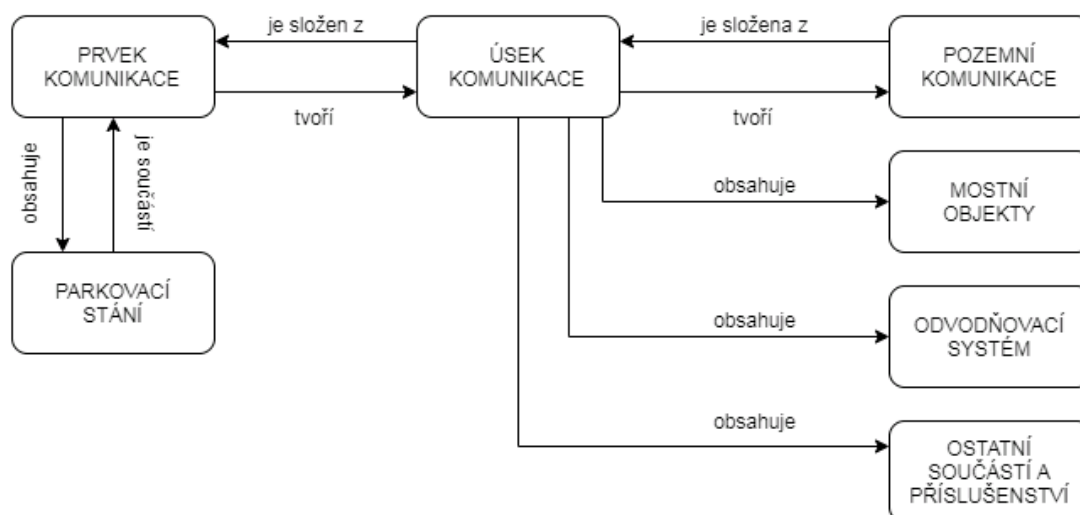 je složen z
je složena z
PRVEK
KOMUNIKACE
ÚSEK
KOMUNIKACE
POZEMNÍ
KOMUNIKACE
tvoří
tvoří
obsahuje
je součástí
obsahuje
MOSTNÍ
OBJEKTY
PARKOVACÍ
STÁNÍ
obsahuje
ODVODŇOVACÍ
SYSTÉM
obsahuje
OSTATNÍ
SOUČÁSTÍ A
PŘÍSLUŠENSTVÍ